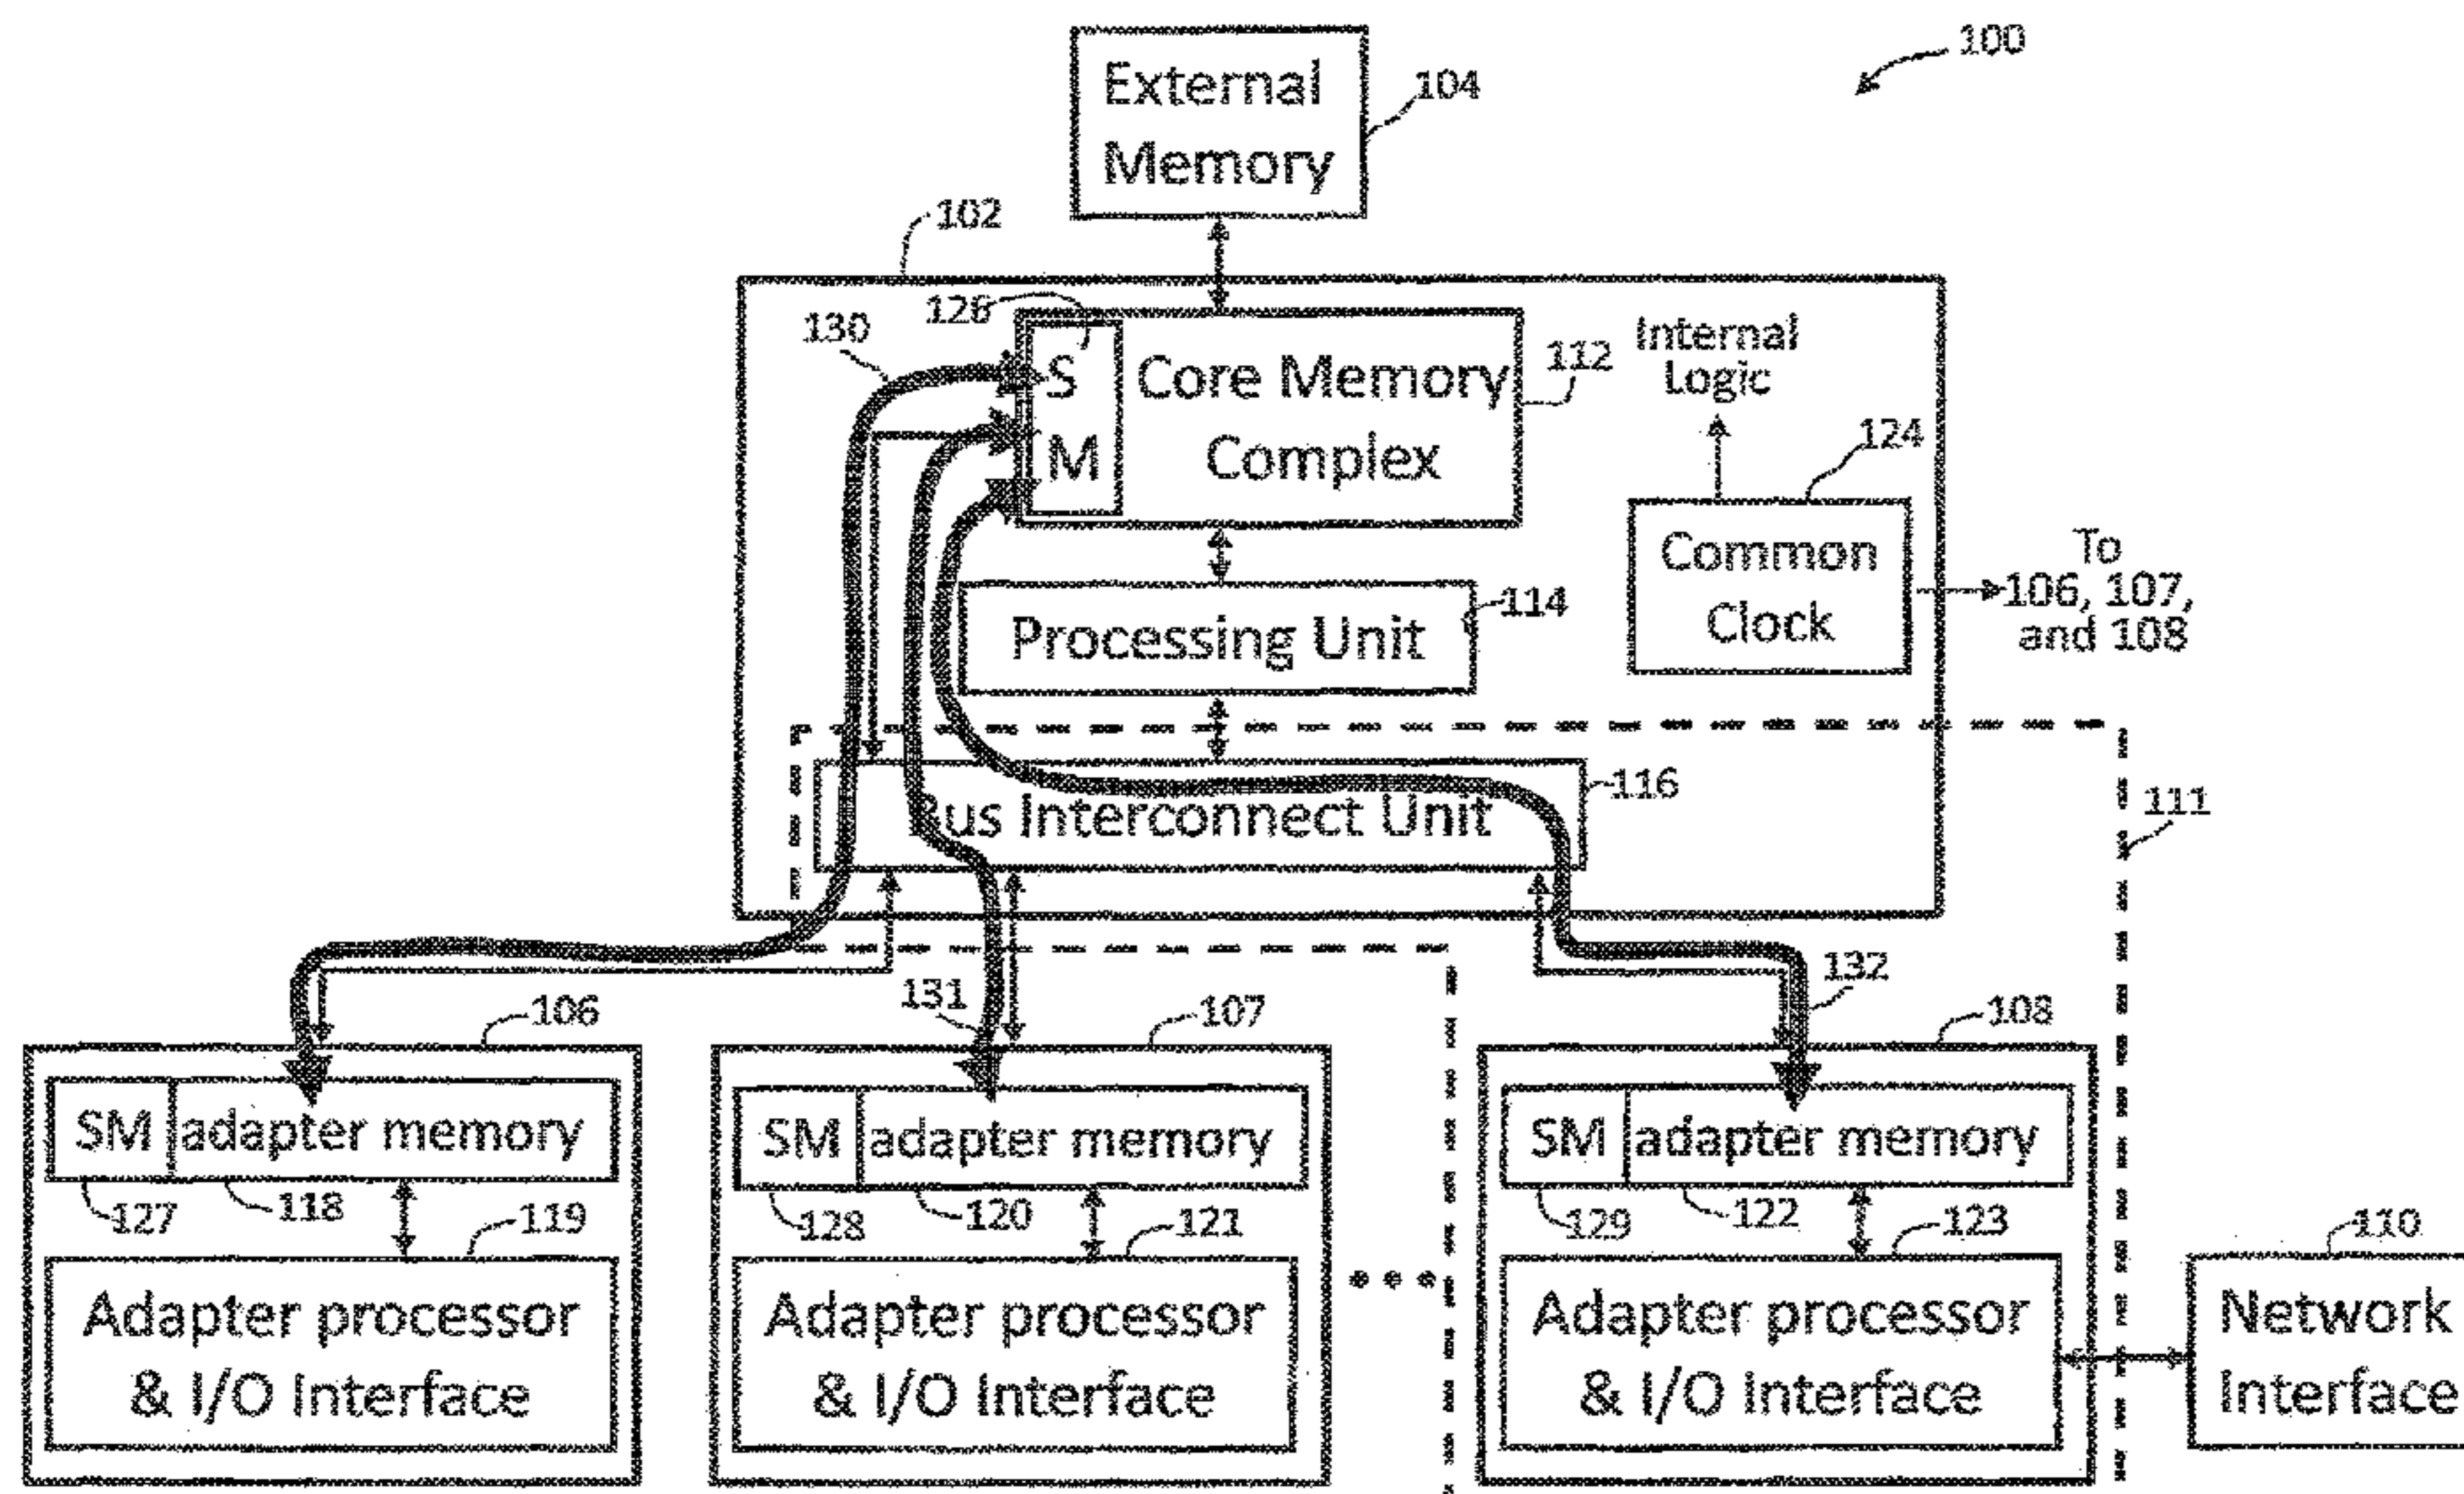 100
External
Memory
104
102
126
130
S
M
Core Memory
Complex
112
Internal
Logic
124
Common
Clock
To
106, 107,
and 108
Processing Unit
114
Bus Interconnect Unit
116
111
131
132
106
107
108
SM
adapter memory
SM
adapter memory
SM
adapter memory
127
118
119
128
120
121
129
122
123
110
Adapter processor
& I/O Interface
Adapter processor
& I/O Interface
Adapter processor
& I/O Interface
Network
Interface